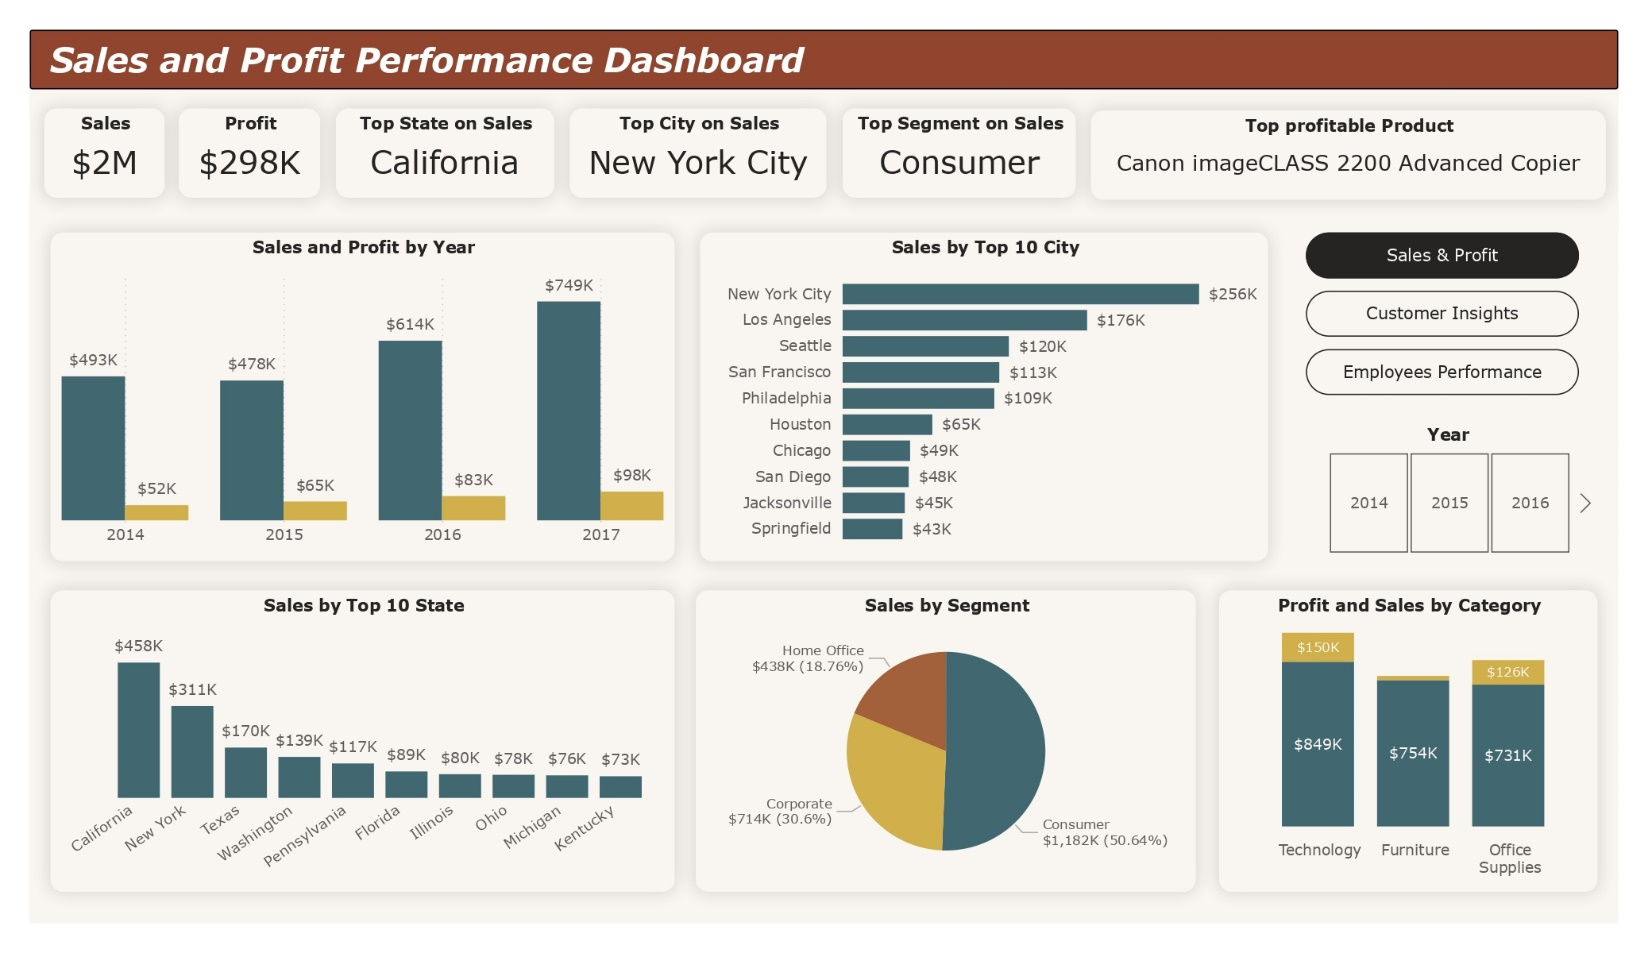 Sales and Profit Performance Dashboard
Sales
$2M
Profit
$298K
Top State on Sales
California
Top City on Sales
New York City
Top Segment on Sales
Consumer
Top profitable Product
Canon imageCLASS 2200 Advanced Copier
Sales and Profit by Year
$493K
$52K
$478K
$65K
$614K
$83K
$749K
$98K
2014
2015
2016
2017
Sales by Top 10 City
New York City $256K
Los Angeles $176K
Seattle $120K
San Francisco $113K
Philadelphia $109K
Houston $65K
Chicago $49K
San Diego $48K
Jacksonville $45K
Springfield $43K
Sales & Profit
Customer Insights
Employees Performance
Year
2014
2015
2016
Sales by Top 10 State
$458K
$311K
$170K
$139K
$117K
$89K
$80K
$78K
$76K
$73K
California
New York
Texas
Washington
Pennsylvania
Florida
Illinois
Ohio
Michigan
Kentucky
Sales by Segment
Home Office
$438K (18.76%)
Corporate
$714K (30.6%)
Consumer
$1,182K (50.64%)
Profit and Sales by Category
$150K
$126K
$849K
$754K
$731K
Technology
Furniture
Office
Supplies